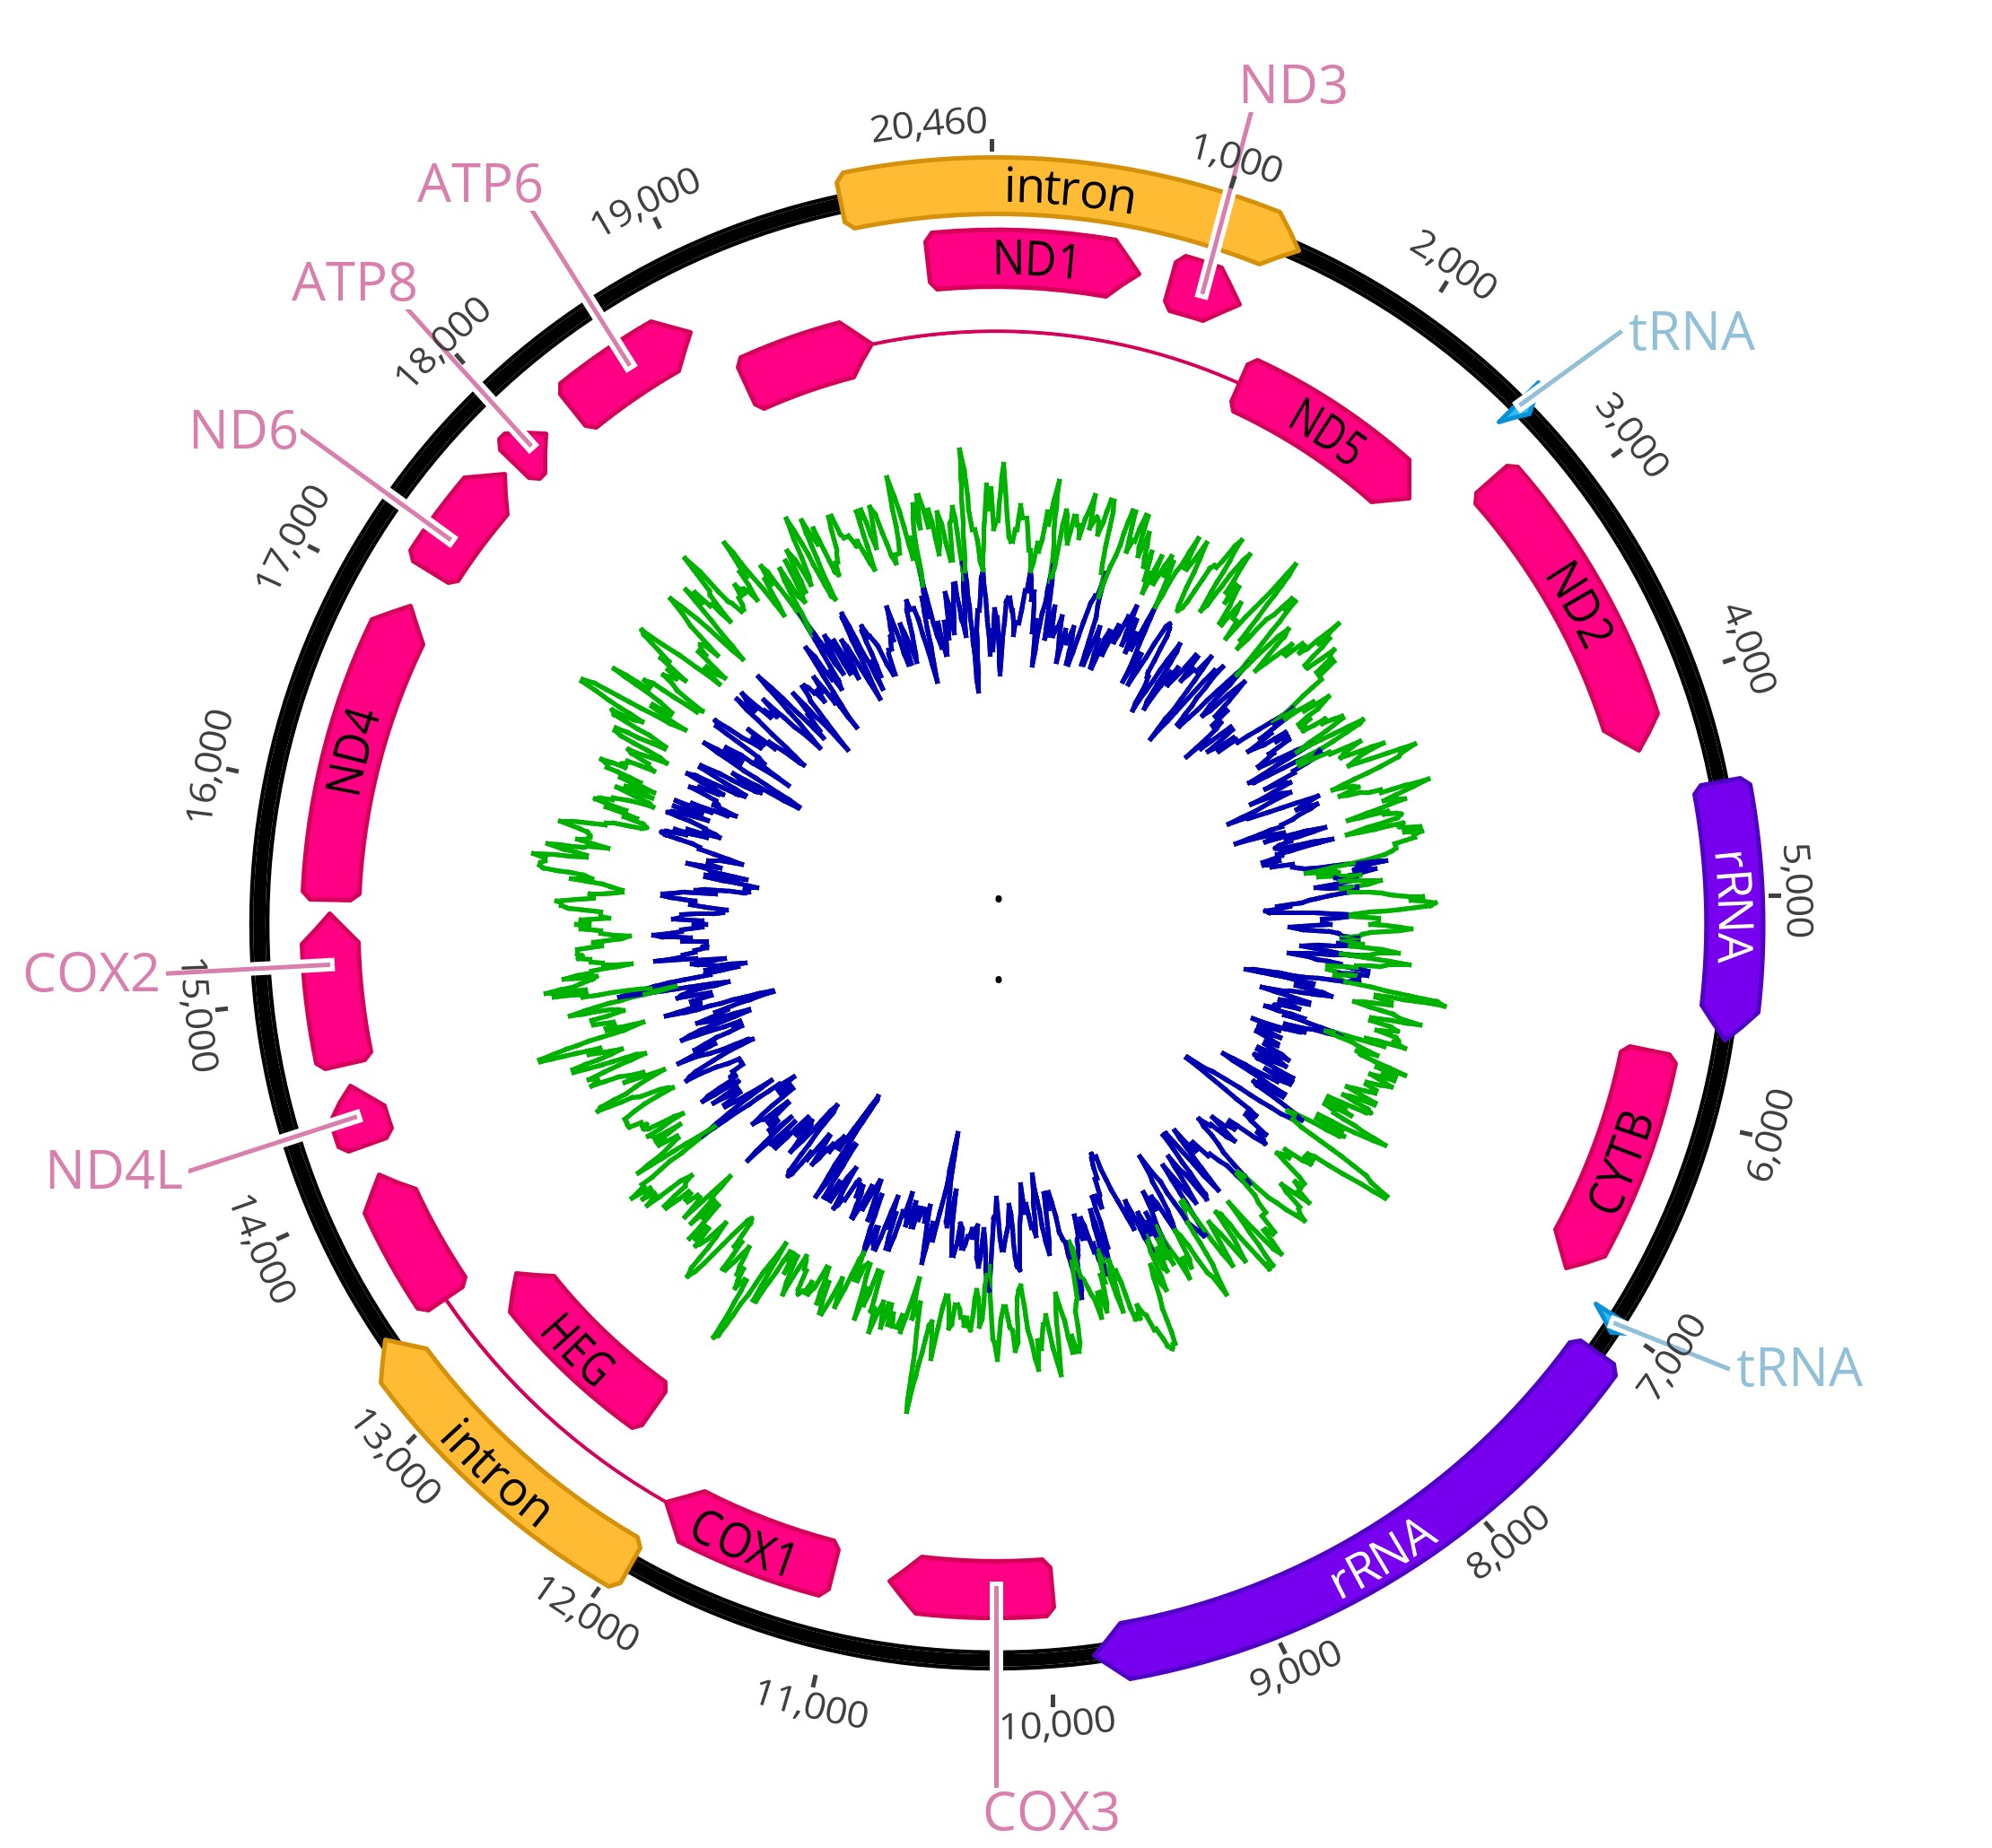 ND3
20,460
1,000
intron
ATP6
19,000
ND1
2,000
ATP8
18,000
tRNA
ND5
3,000
ND6
17,000
ND2
4,000
ND4
16,000
rRNA
5,000
COX2
15,000
ND4L
CYTB
6,000
14,000
HEG
tRNA
7,000
13,000
intron
COX1
rRNA
8,000
12,000
9,000
11,000
10,000
COX3